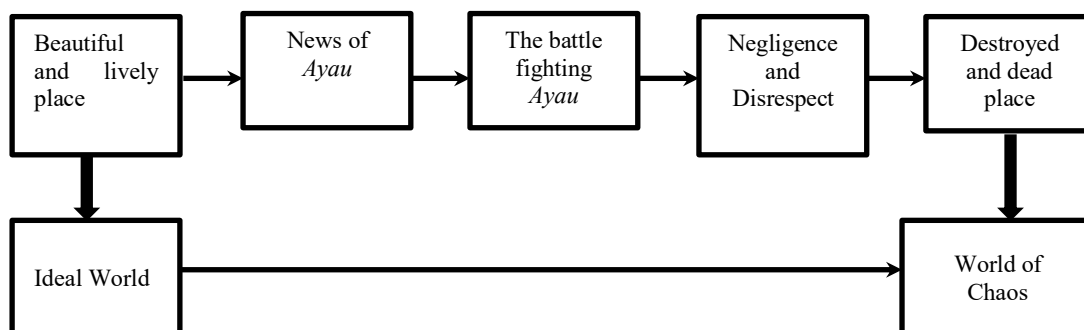 Beautiful
and lively
place
News of
Ayau
The battle
fighting
Ayau
Negligence
and
Disrespect
Destroyed
and dead
place
Ideal World
World of
Chaos